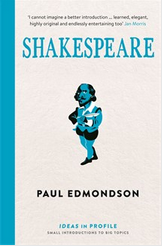 'I cannot imagine a better introduction ... learned, elegant,
highly original and endlessly entertaining too' Jan Morris
SHAKESPEARE
PAUL EDMONDSON
IDEAS IN PROFILE
SMALL INTRODUCTIONS TO BIG TOPICS